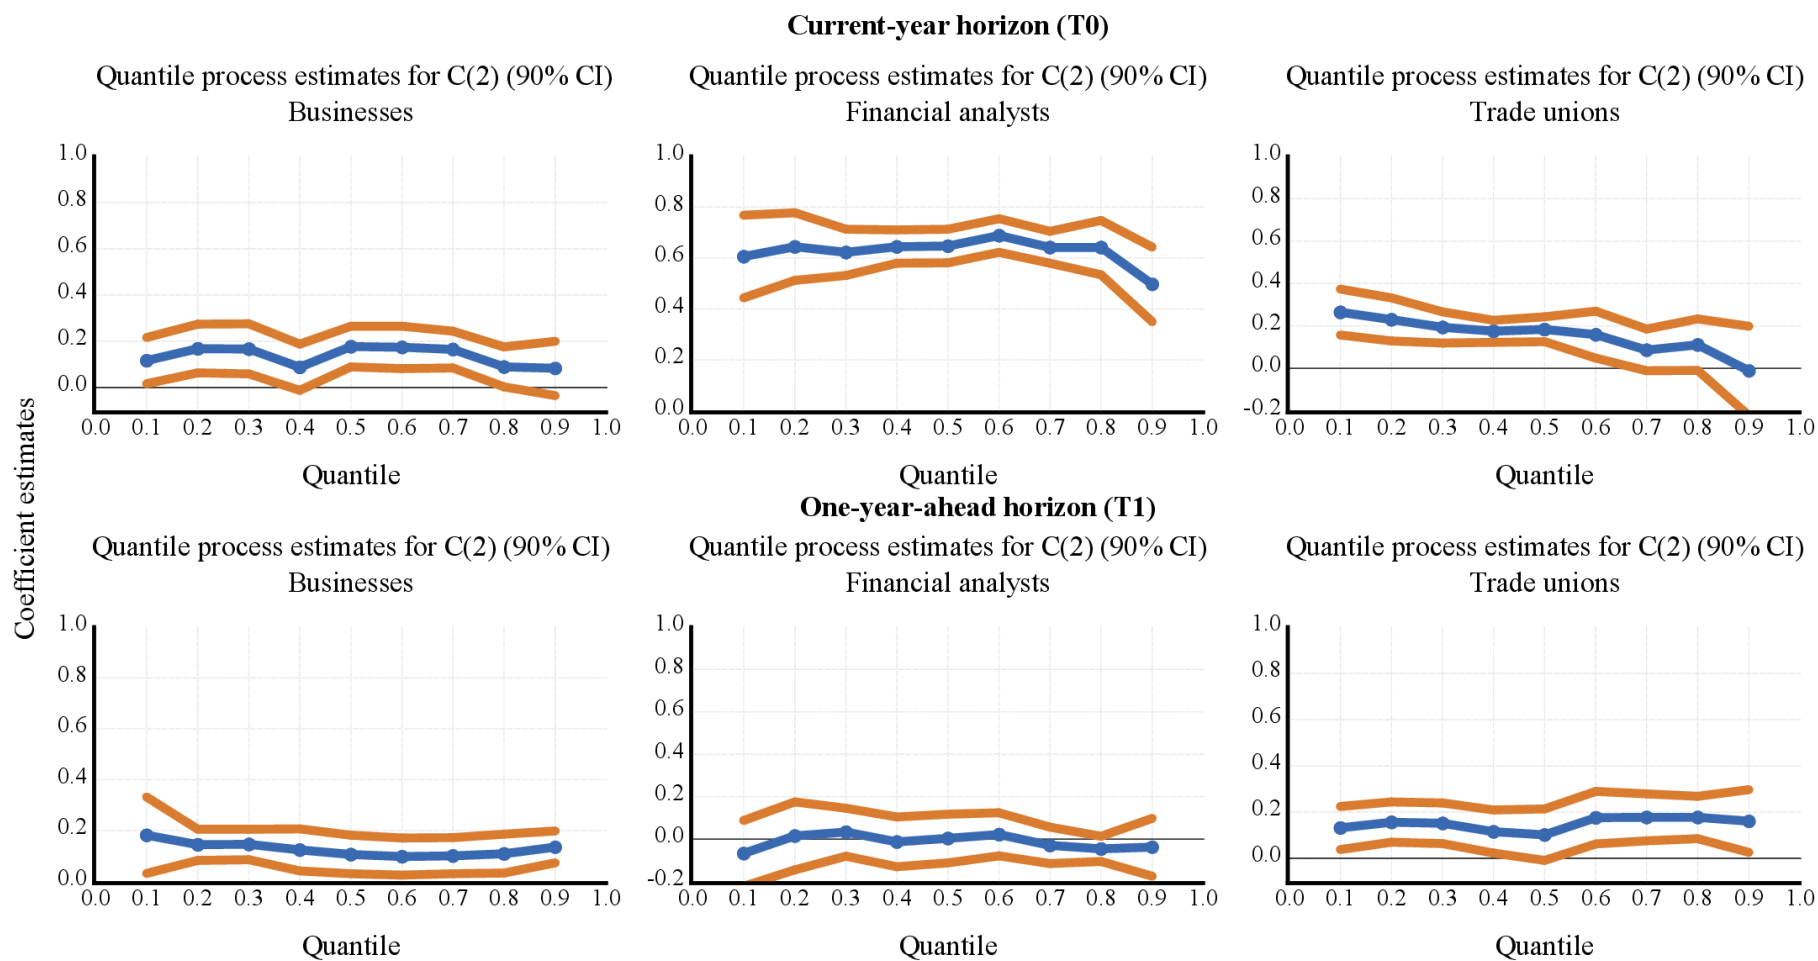 Current-year horizon (T0)
Quantile process estimates for C(2) (90% CI)
Businesses
Quantile process estimates for C(2) (90% CI)
Financial analysts
Quantile process estimates for C(2) (90% CI)
Trade unions
1.0
0.8
0.6
0.4
0.2
0.0
0.0 0.1 0.2 0.3 0.4 0.5 0.6 0.7 0.8 0.9 1.0
Quantile
1.0
0.8
0.6
0.4
0.2
0.0
0.0 0.1 0.2 0.3 0.4 0.5 0.6 0.7 0.8 0.9 1.0
Quantile
1.0
0.8
0.6
0.4
0.2
0.0
-0.2
0.0 0.1 0.2 0.3 0.4 0.5 0.6 0.7 0.8 0.9 1.0
Quantile
Coefficient estimates
One-year-ahead horizon (T1)
Quantile process estimates for C(2) (90% CI)
Businesses
Quantile process estimates for C(2) (90% CI)
Financial analysts
Quantile process estimates for C(2) (90% CI)
Trade unions
1.0
0.8
0.6
0.4
0.2
0.0
0.0 0.1 0.2 0.3 0.4 0.5 0.6 0.7 0.8 0.9 1.0
Quantile
1.0
0.8
0.6
0.4
0.2
0.0
-0.2
0.0 0.1 0.2 0.3 0.4 0.5 0.6 0.7 0.8 0.9 1.0
Quantile
1.0
0.8
0.6
0.4
0.2
0.0
0.0 0.1 0.2 0.3 0.4 0.5 0.6 0.7 0.8 0.9 1.0
Quantile